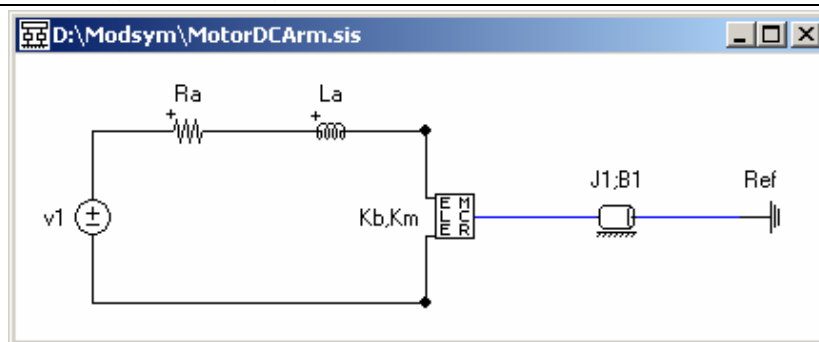 D:\Modsym\MotorDCArm.sis
Ra
La
v1
Kb,Km
ELE
MCR
J1;B1
Ref